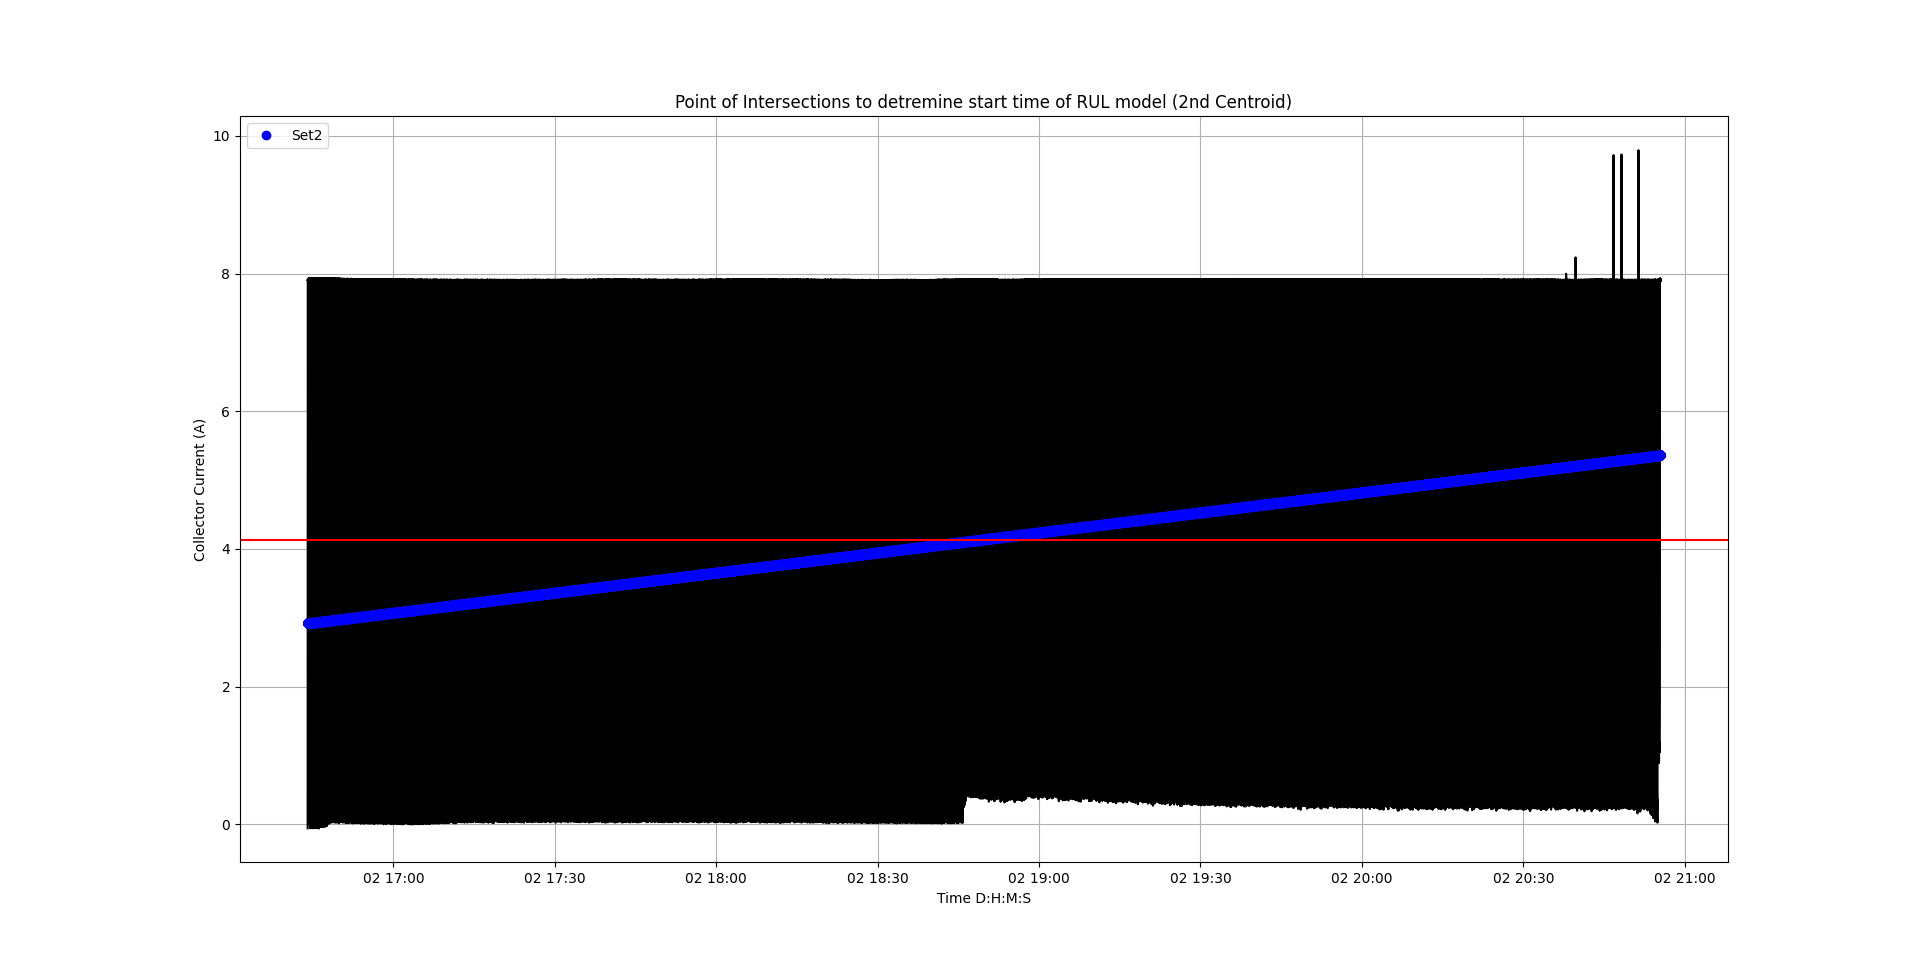 Point of Intersections to detremine start time of RUL model (2nd Centroid)
Set2
Collector Current (A)
10
8
6
4
2
0
02 17:00 02 17:30 02 18:00 02 18:30 02 19:00 02 19:30 02 20:00 02 20:30 02 21:00
Time D:H:M:S